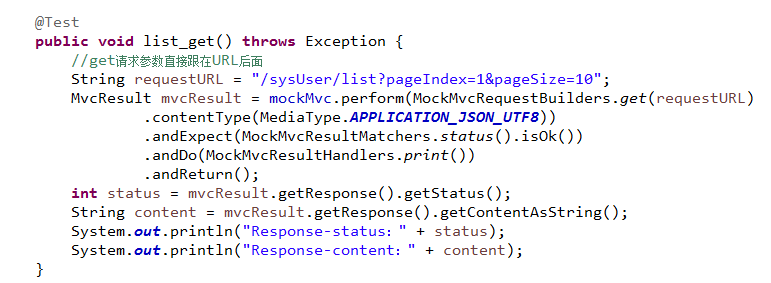 @Test
public void list_get() throws Exception {
//get请求参数直接跟在URL后面
String requestURL = "/sysUser/list?pageIndex=1&pageSize=10";
MvcResult mvcResult = mockMvc.perform(MockMvcRequestBuilders.get(requestURL)
.contentType(MediaType.APPLICATION_JSON_UTF8))
.andExpect(MockMvcResultMatchers.status().isOk())
.andDo(MockMvcResultHandlers.print())
.andReturn();
int status = mvcResult.getResponse().getStatus();
String content = mvcResult.getResponse().getContentAsString();
System.out.println("Response-status：" + status);
System.out.println("Response-content：" + content);
}